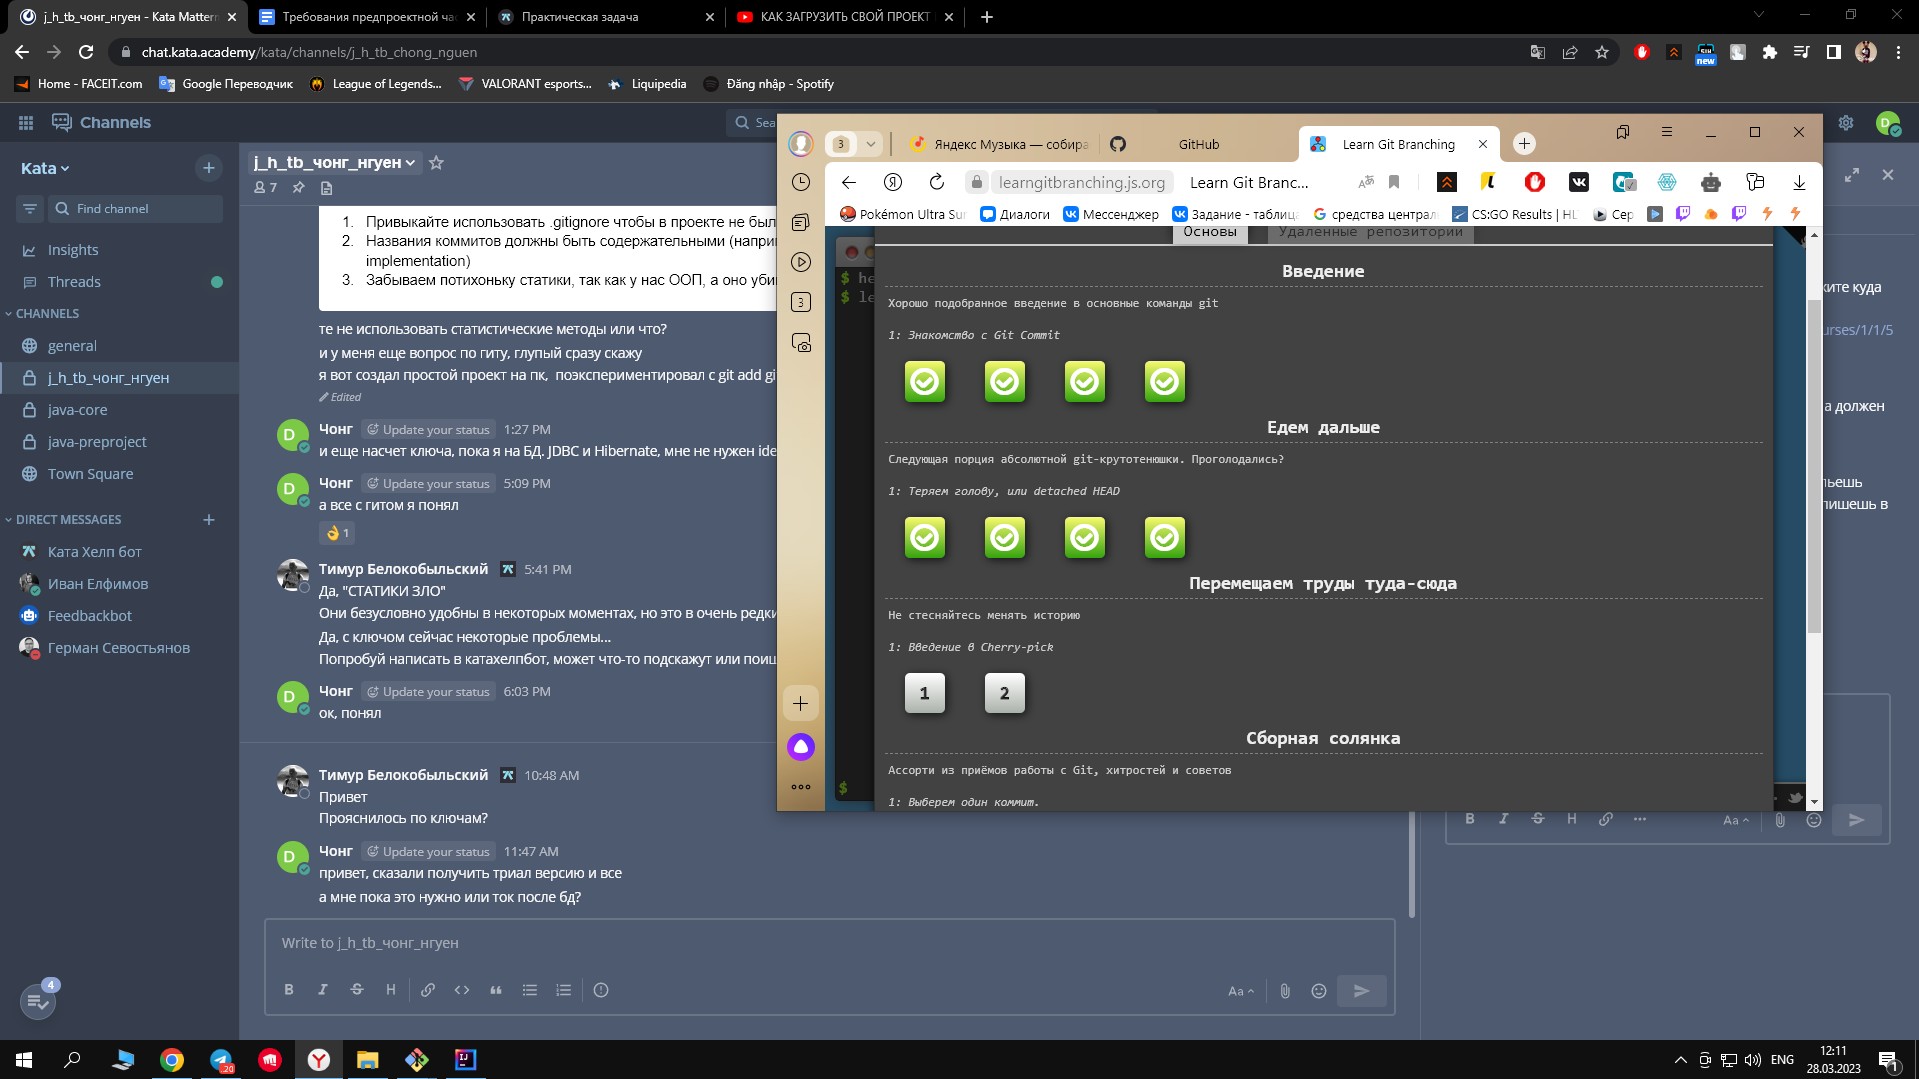 j_h_tb_чонг_нгуен - Kata Mattern
Требования предпроектной час
Практическая задача
КАК ЗАГРУЗИТЬ СВОЙ ПРОЕКТ
chat.kata.academy/kata/channels/j_h_tb_chong_nguen
new
Home - FACEIT.com
Google Переводчик
League of Legends...
VALORANT esports...
Liquipedia
Đăng nhập - Spotify
Channels
Sea
Kata
Find channel
Insights
Threads
CHANNELS
general
j_h_tb_чонг_нгуен
java-core
java-preproject
Town Square
DIRECT MESSAGES
Ката Хелп бот
Иван Елфимов
Feedbackbot
Герман Севостьянов
4
j_h_tb_чонг_нгуен
7
1. Привыкайте использовать .gitignore чтобы в проекте не был
2. Названия коммитов должны быть содержательными (напри
implementation)
3. Забываем потихоньку статики, так как у нас ООП, а оно уби
те не использовать статистические методы или что?
и у меня еще вопрос по гиту, глупый сразу скажу
я вот создал простой проект на пк, поэкспериментировал с git add gi
Edited
Чонг Update your status 1:27 PM
и еще насчет ключа, пока я на БД. JDBC и Hibernate, мне не нужен ide
Чонг Update your status 5:09 PM
а все с гитом я понял
1
Тимур Белокобыльский 5:41 PM
Да, "СТАТИКИ ЗЛО"
Они безусловно удобны в некоторых моментах, но это в очень редки
Да, с ключом сейчас некоторые проблемы...
Попробуй написать в катахелпбот, может что-то подскажут или поищ
Чонг Update your status 6:03 PM
ок, понял
Тимур Белокобыльский 10:48 AM
Привет
Прояснилось по ключам?
Чонг Update your status 11:47 AM
привет, сказали получить триал версию и все
а мне пока это нужно или ток после бд?
Write to j_h_tb_чонг_нгуен
B I S H
Aa
3
Яндекс Музыка — собира
GitHub
Learn Git Branching
learngitbranching.js.org
Learn Git Branc...
Pokémon Ultra Sun
Диалоги
Мессенджер
Задание - таблица
средства централ
CS:GO Results | HL
Сер
3
$ he
$ le
$
Основы
Удаленные репозитории
Введение
Хорошо подобранное введение в основные команды git
1: Знакомство с Git Commit
Едем дальше
Следующая порция абсолютной git-крутотенюшки. Проголодались?
1: Теряем голову, или detached HEAD
Перемещаем труды туда-сюда
Не стесняйтесь менять историю
1: Введение в Cherry-pick
1 2
Сборная солянка
Ассорти из приёмов работы с Git, хитростей и советов
1: Выберем один коммит.
D
ките куда
urses/1/1/5
а должен
льешь
пишешь в
B I S H
Aa
20
ENG
12:11
28.03.2023
1